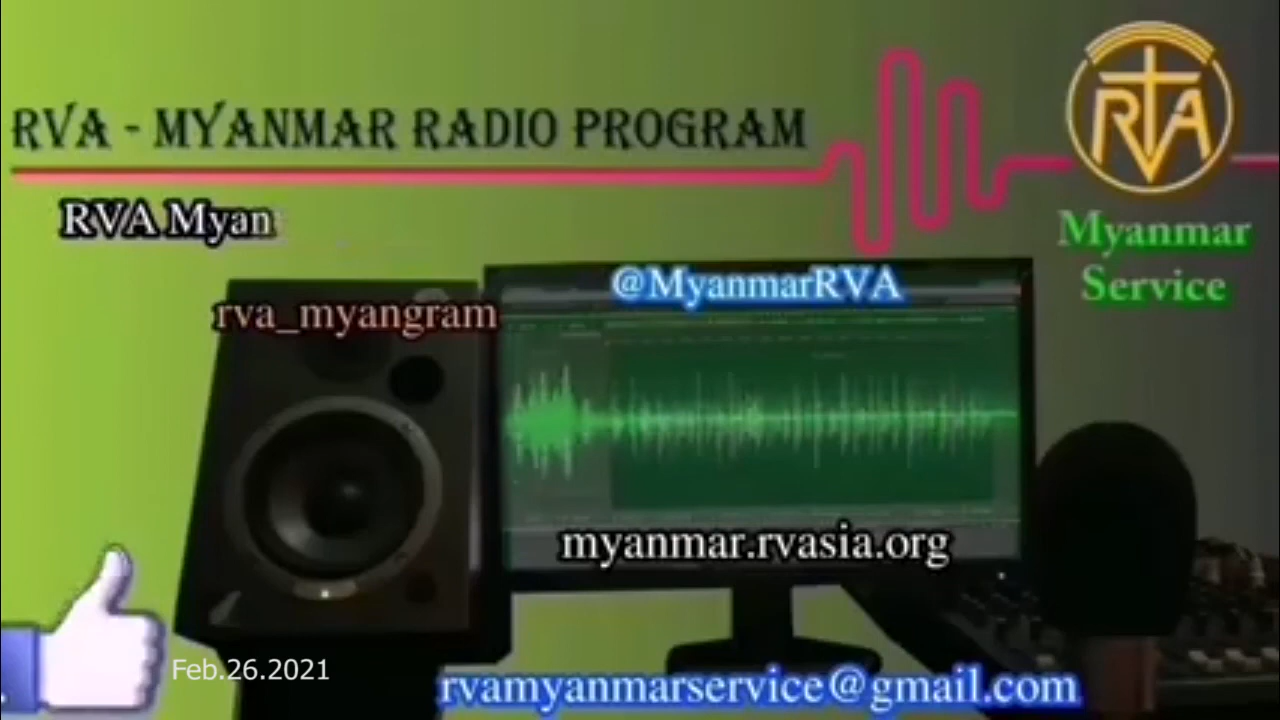 RVA - MYANMAR RADIO PROGRAM
RVA
Myanmar
Service
RVA Myan
@MyanmarRVA
rva_myangram
myanmar.rvasia.org
Feb.26.2021
rvamyanmarservice@gmail.com